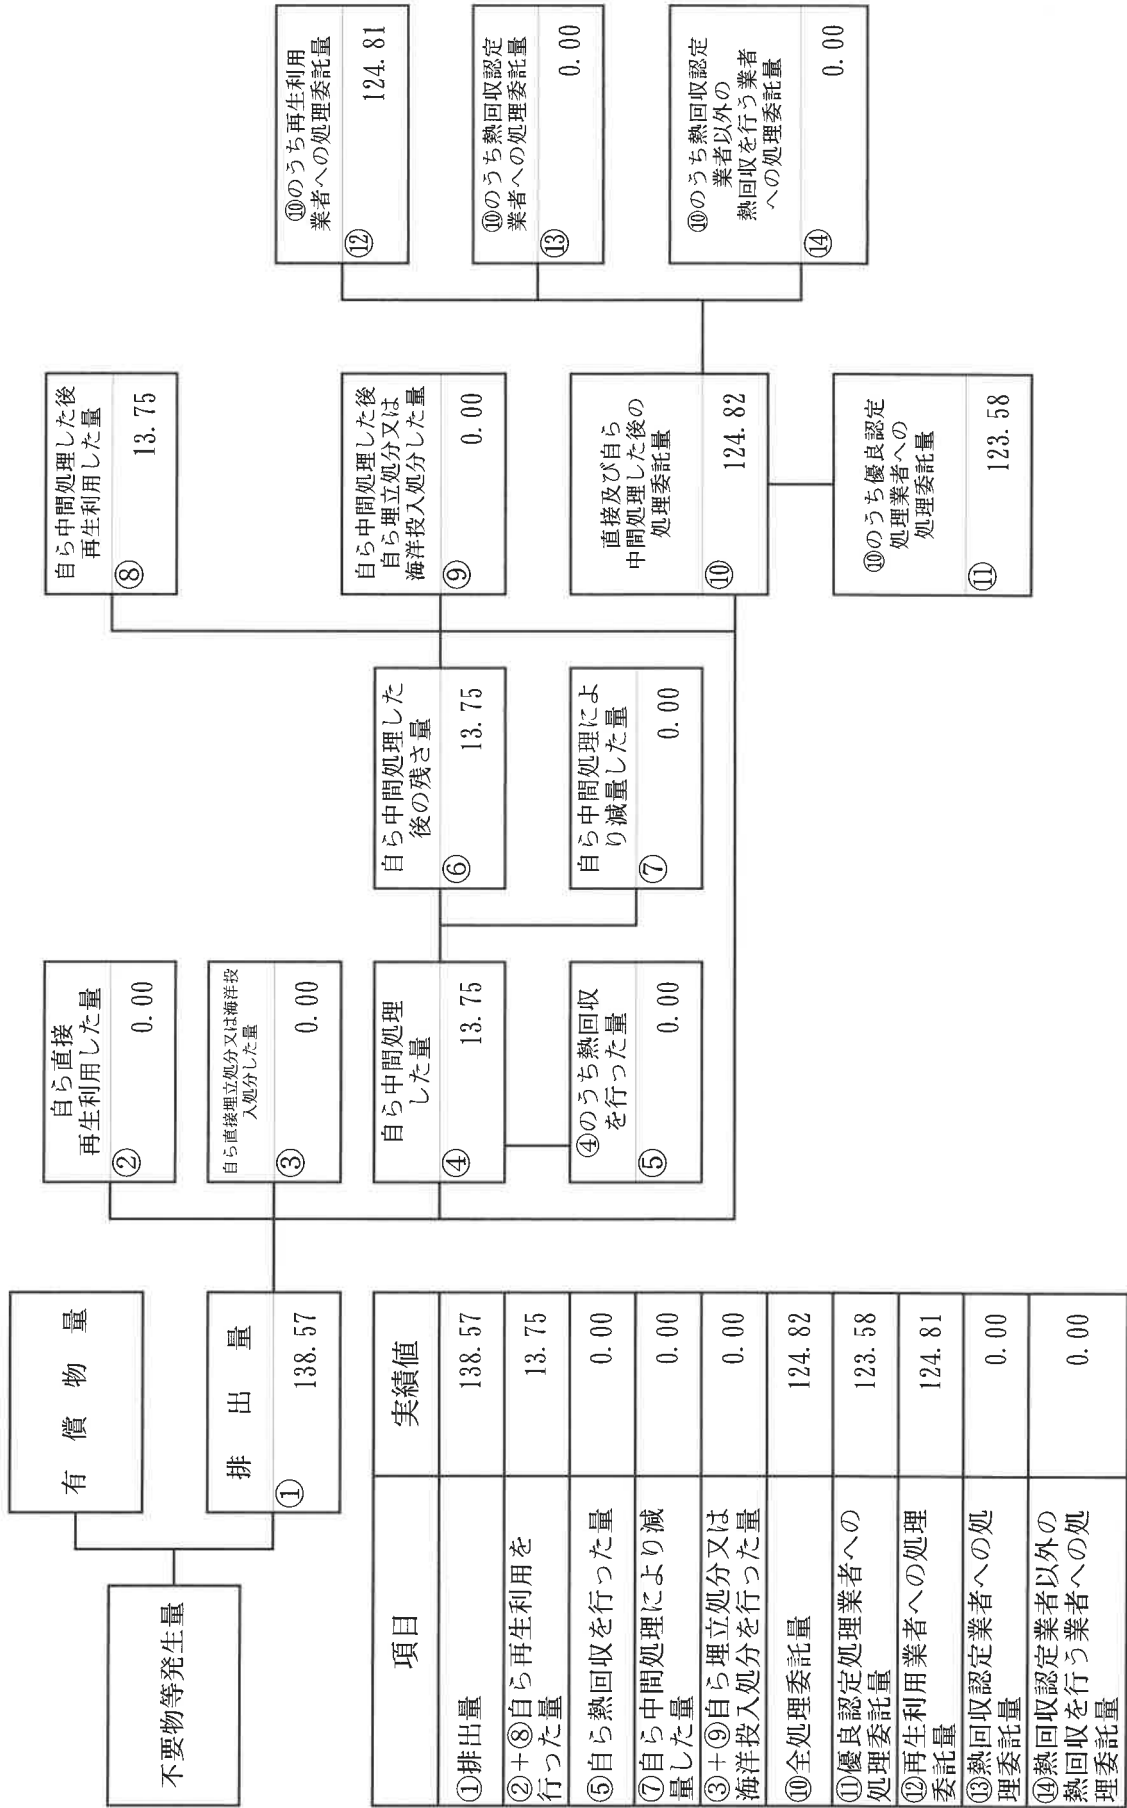 不要物等発生量
有償物量
排出量
① 138.57
自ら直接
再生利用した量
② 0.00
自ら直接埋立処分又は海洋投
入処分した量
③ 0.00
自ら中間処理
した量
④ 13.75
④のうち熱回収
を行った量
⑤ 0.00
自ら中間処理した
後の残さ量
⑥ 13.75
自ら中間処理によ
り減量した量
⑦ 0.00
自ら中間処理した後
再生利用した量
⑧ 13.75
自ら中間処理した後
自ら埋立処分又は
海洋投入処分した量
⑨ 0.00
直接及び自ら
中間処理した後の
処理委託量
⑩ 124.82
⑩のうち優良認定
処理業者への
処理委託量
⑪ 123.58
⑩のうち再生利用
業者への処理委託量
⑫ 124.81
⑩のうち熱回収認定
業者への処理委託量
⑬ 0.00
⑩のうち熱回収認定
業者以外の
熱回収を行う業者
への処理委託量
⑭ 0.00
項目 実績値
①排出量 138.57
②+⑧自ら再生利用を
行った量 13.75
⑤自ら熱回収を行った量 0.00
⑦自ら中間処理により減
量した量 0.00
③+⑨自ら埋立処分又は
海洋投入処分を行った量 0.00
⑩全処理委託量 124.82
⑪優良認定処理業者への
処理委託量 123.58
⑫再生利用業者への処理
委託量 124.81
⑬熱回収認定業者への処
理委託量 0.00
⑭熱回収認定業者以外の
熱回収を行う業者への処
理委託量 0.00